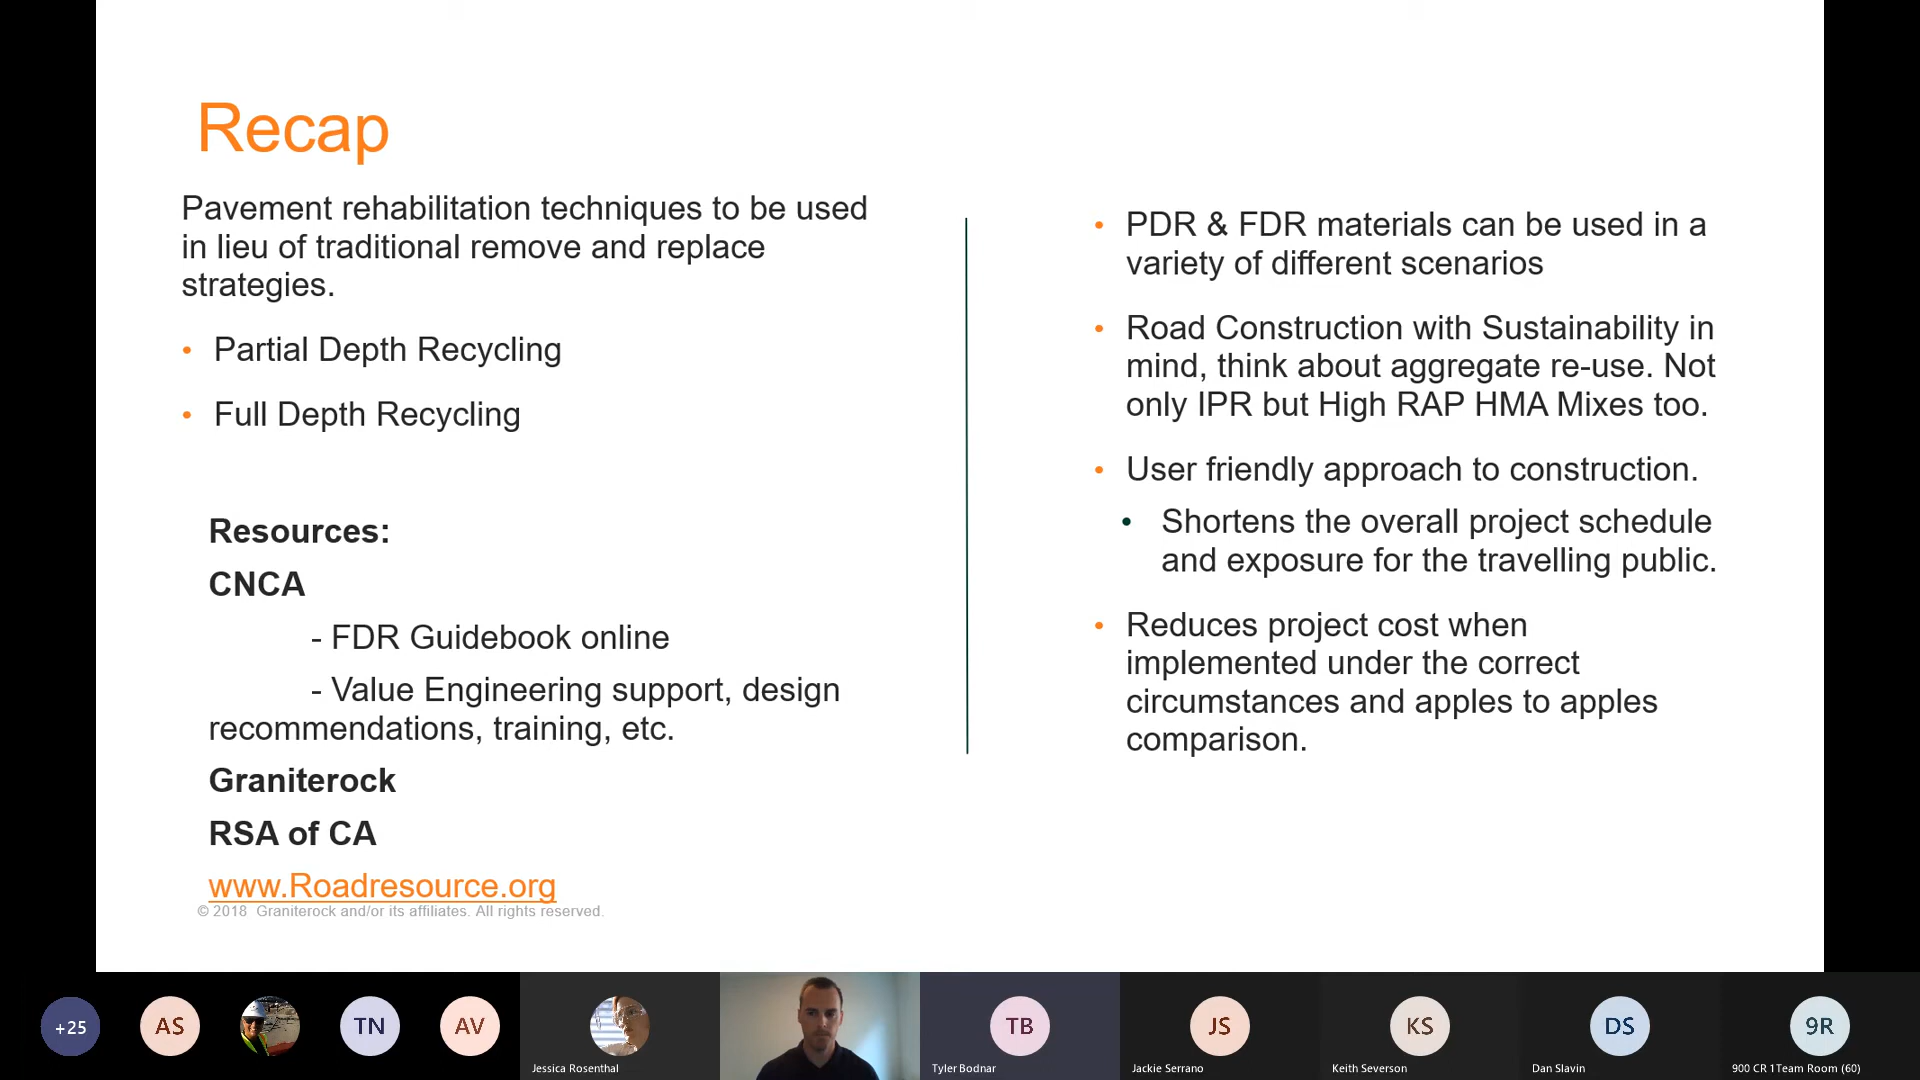 Recap
Pavement rehabilitation techniques to be used
in lieu of traditional remove and replace
strategies.
• Partial Depth Recycling
• Full Depth Recycling
Resources:
CNCA
- FDR Guidebook online
- Value Engineering support, design
recommendations, training, etc.
Graniterock
RSA of CA
www.Roadresource.org
© 2018 Graniterock and/or its affiliates. All rights reserved.
• PDR & FDR materials can be used in a
variety of different scenarios
• Road Construction with Sustainability in
mind, think about aggregate re-use. Not
only IPR but High RAP HMA Mixes too.
• User friendly approach to construction.
• Shortens the overall project schedule
and exposure for the travelling public.
• Reduces project cost when
implemented under the correct
circumstances and apples to apples
comparison.
+25
AS
TN
AV
Jessica Rosenthal
TB
Tyler Bodnar
JS
Jackie Serrano
KS
Keith Severson
DS
Dan Slavin
9R
900 CR 1Team Room (60)